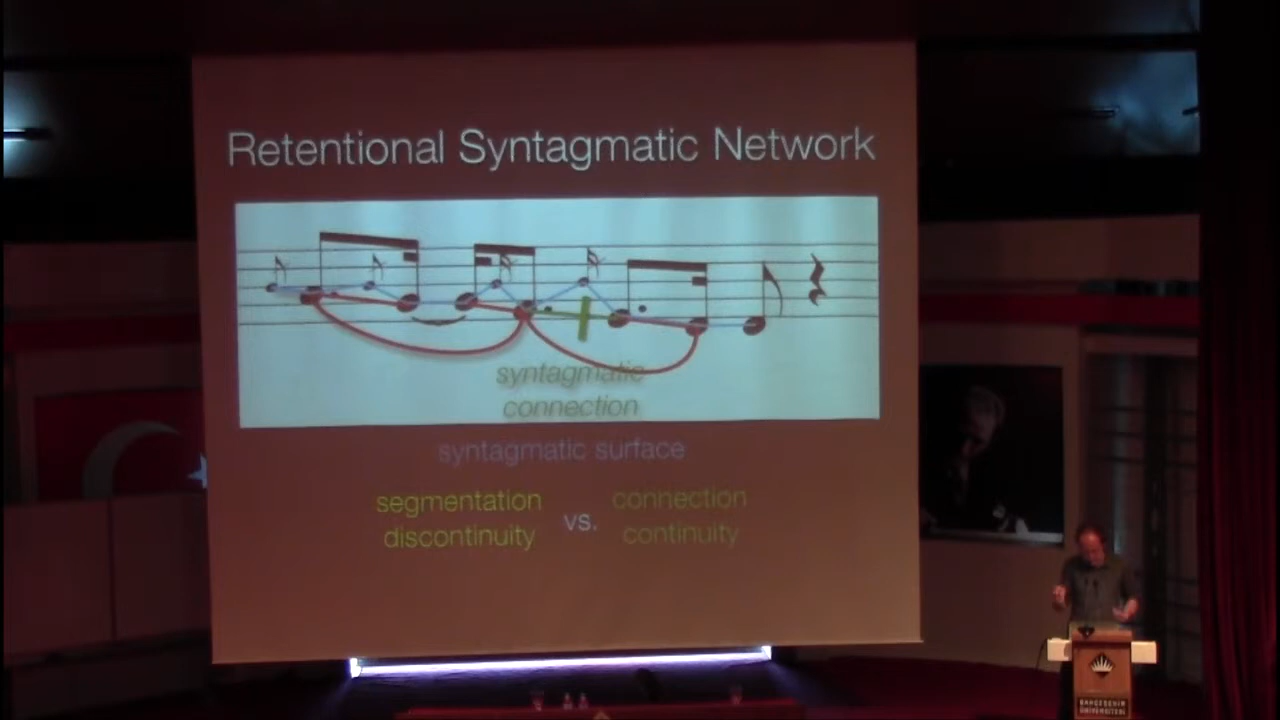 Retentional Syntagmatic Network
syntagmatic
connection
syntagmatic surface
segmentation connection
vs.
discontinuity continuity